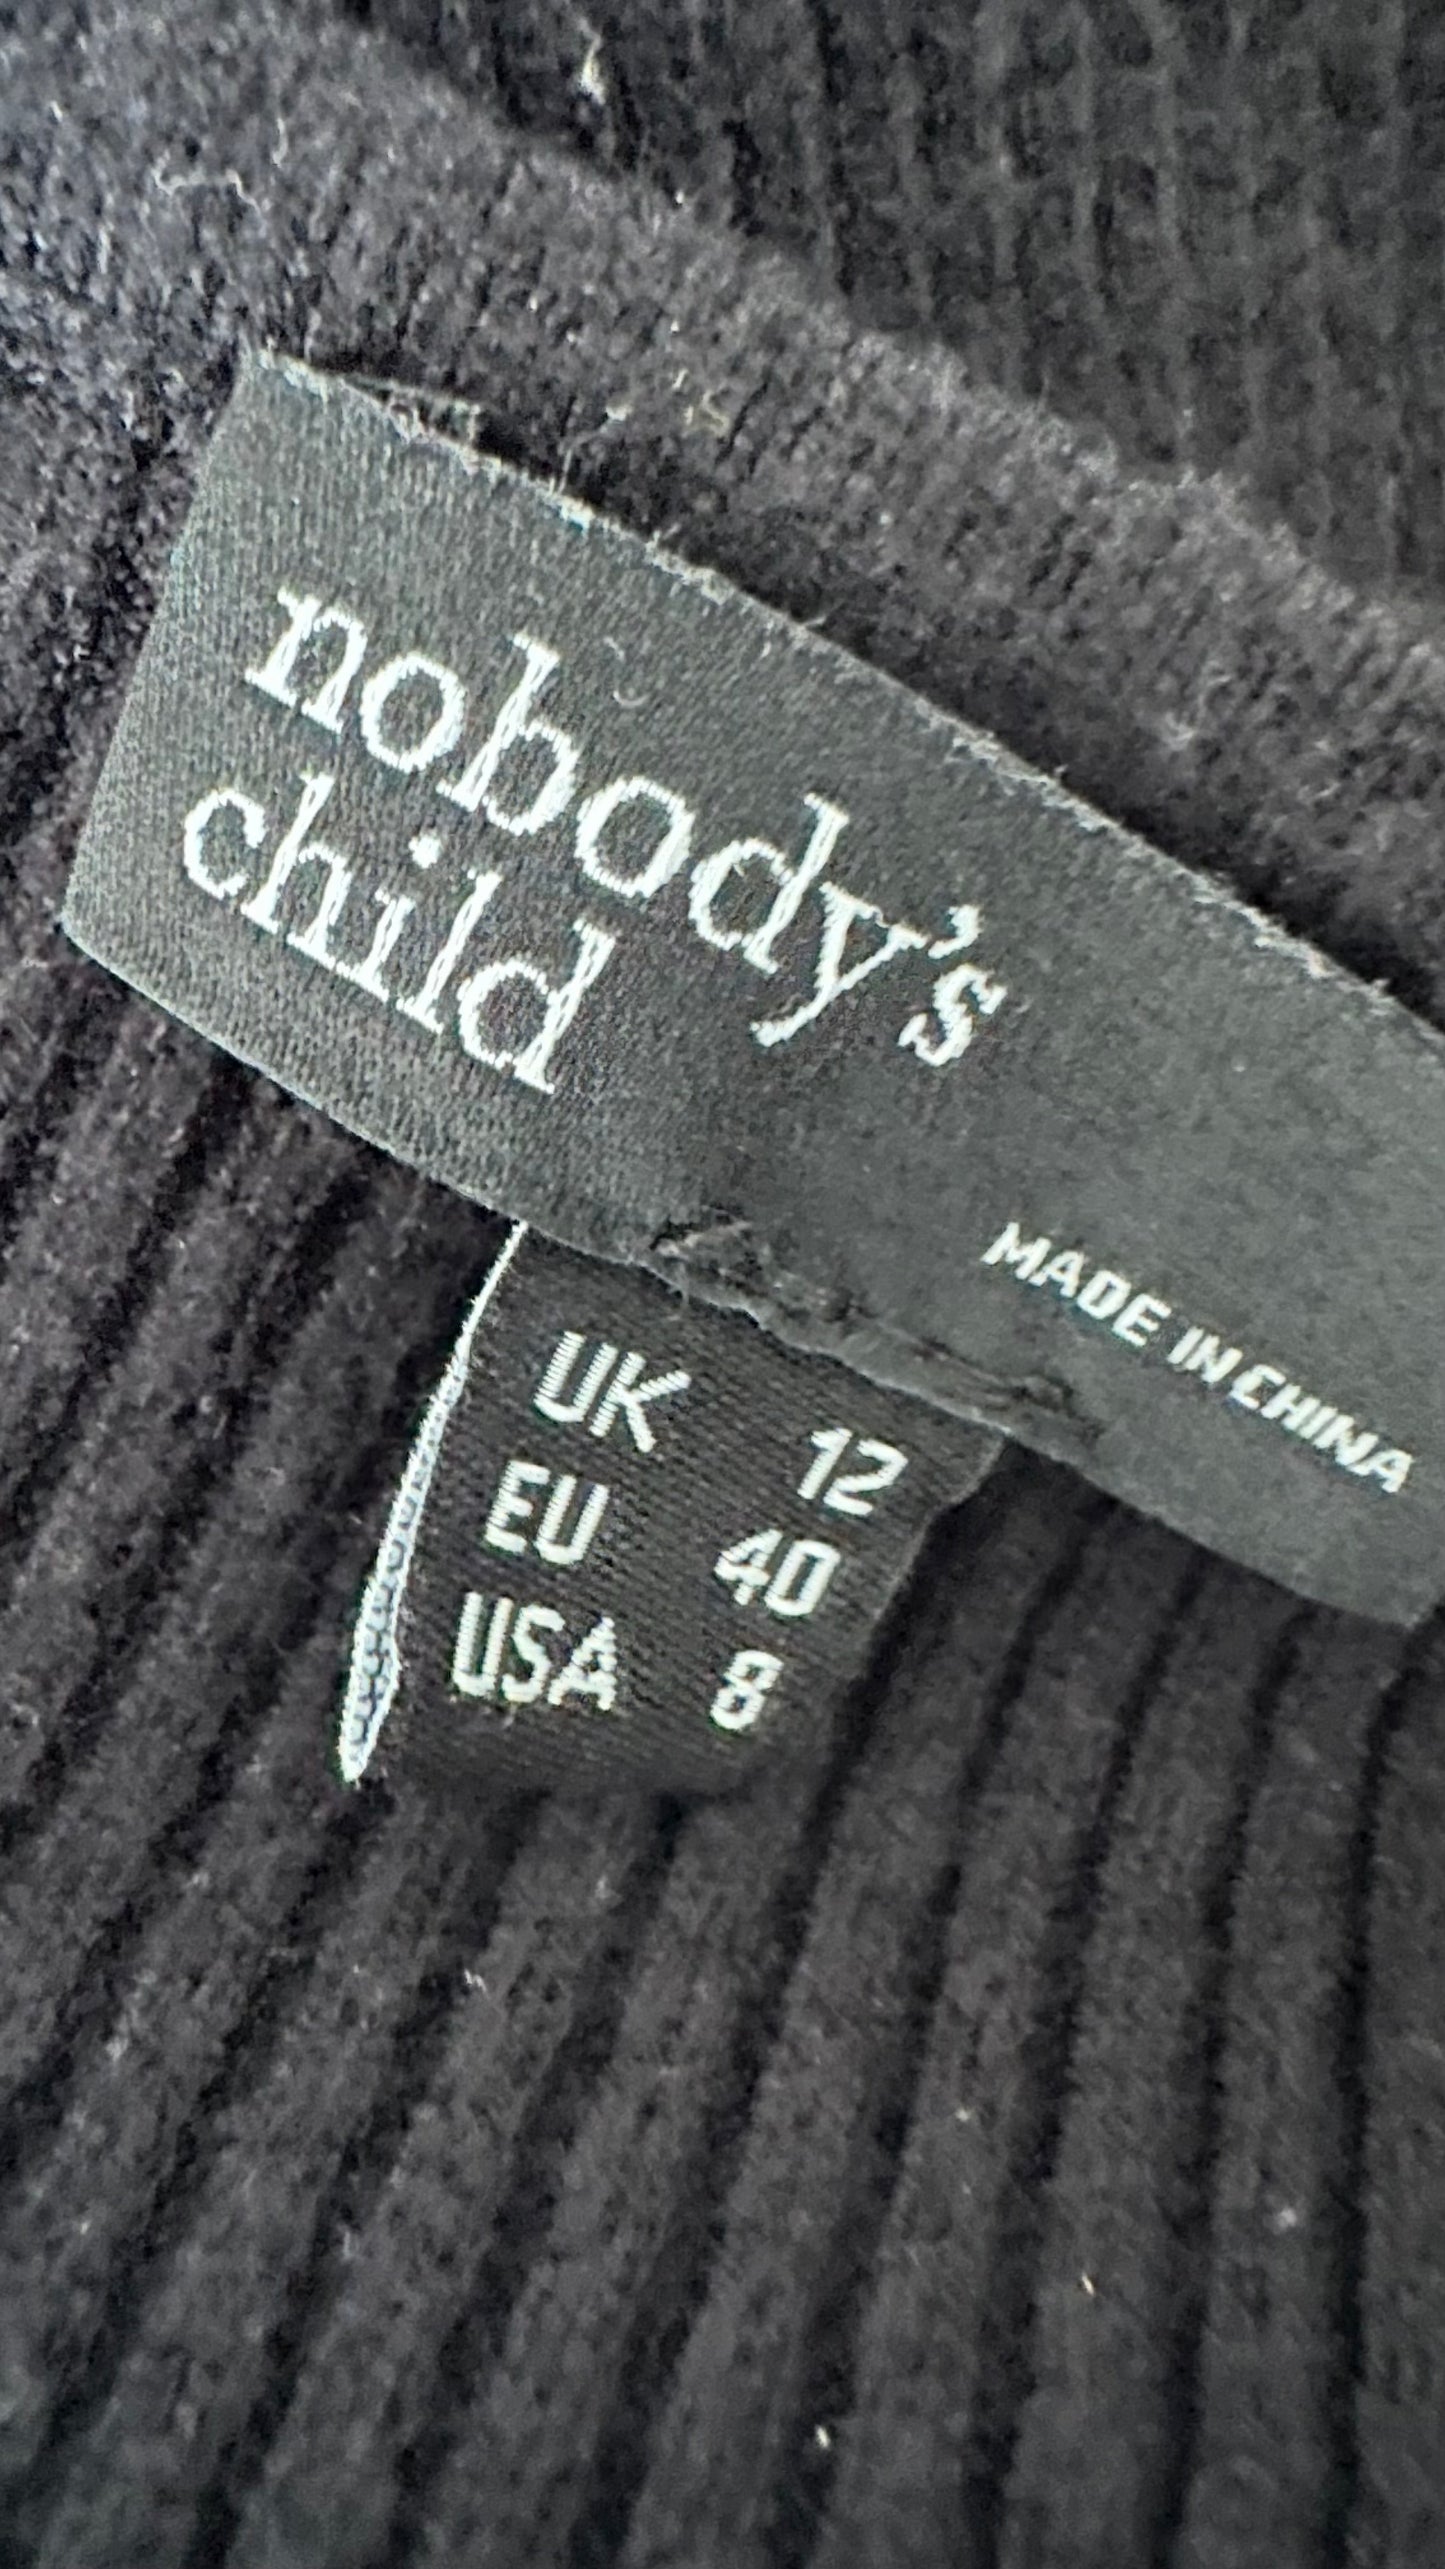 nobody's
child
MADE IN CHINA
UK 12
EU 40
USA 8